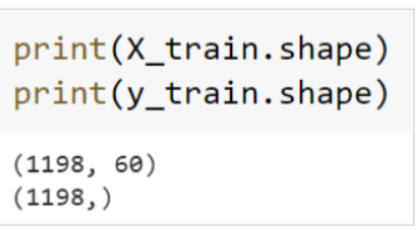 print(X_train.shape)
print(y_train.shape)
(1198, 60)
(1198,)